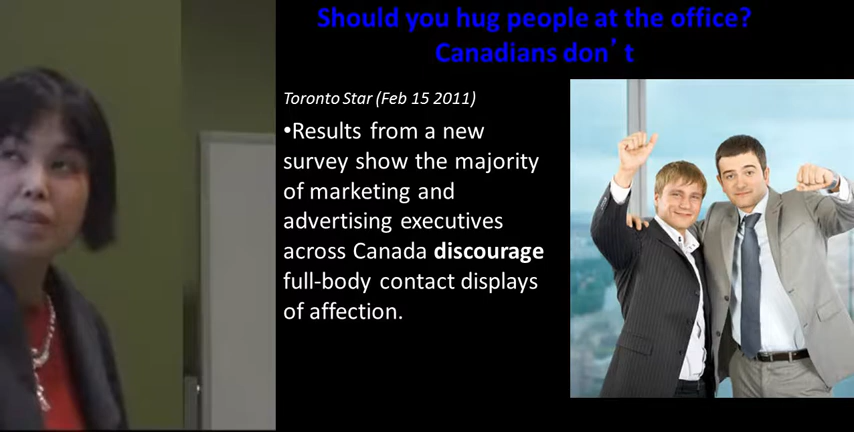 Should you hug people at the office?
Canadians don't
Toronto Star (Feb 15 2011)
•Results from a new
survey show the majority
of marketing and
advertising executives
across Canada discourage
full-body contact displays
of affection.